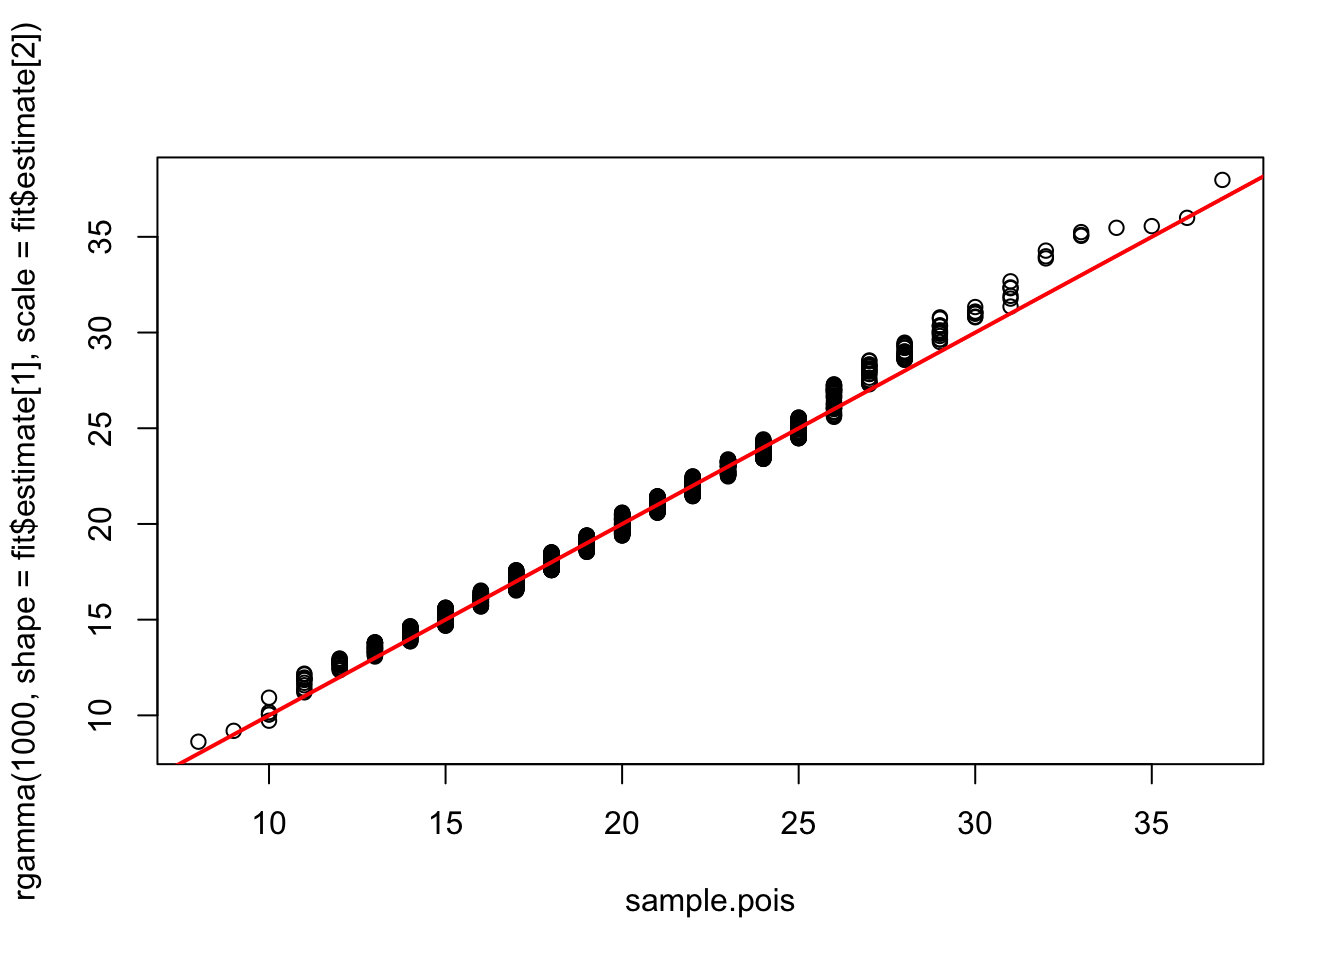 rgamma(1000, shape = fit$estimate[1], scale = fit$estimate[2])
35
30
25
20
15
10
10 15 20 25 30 35
sample.pois